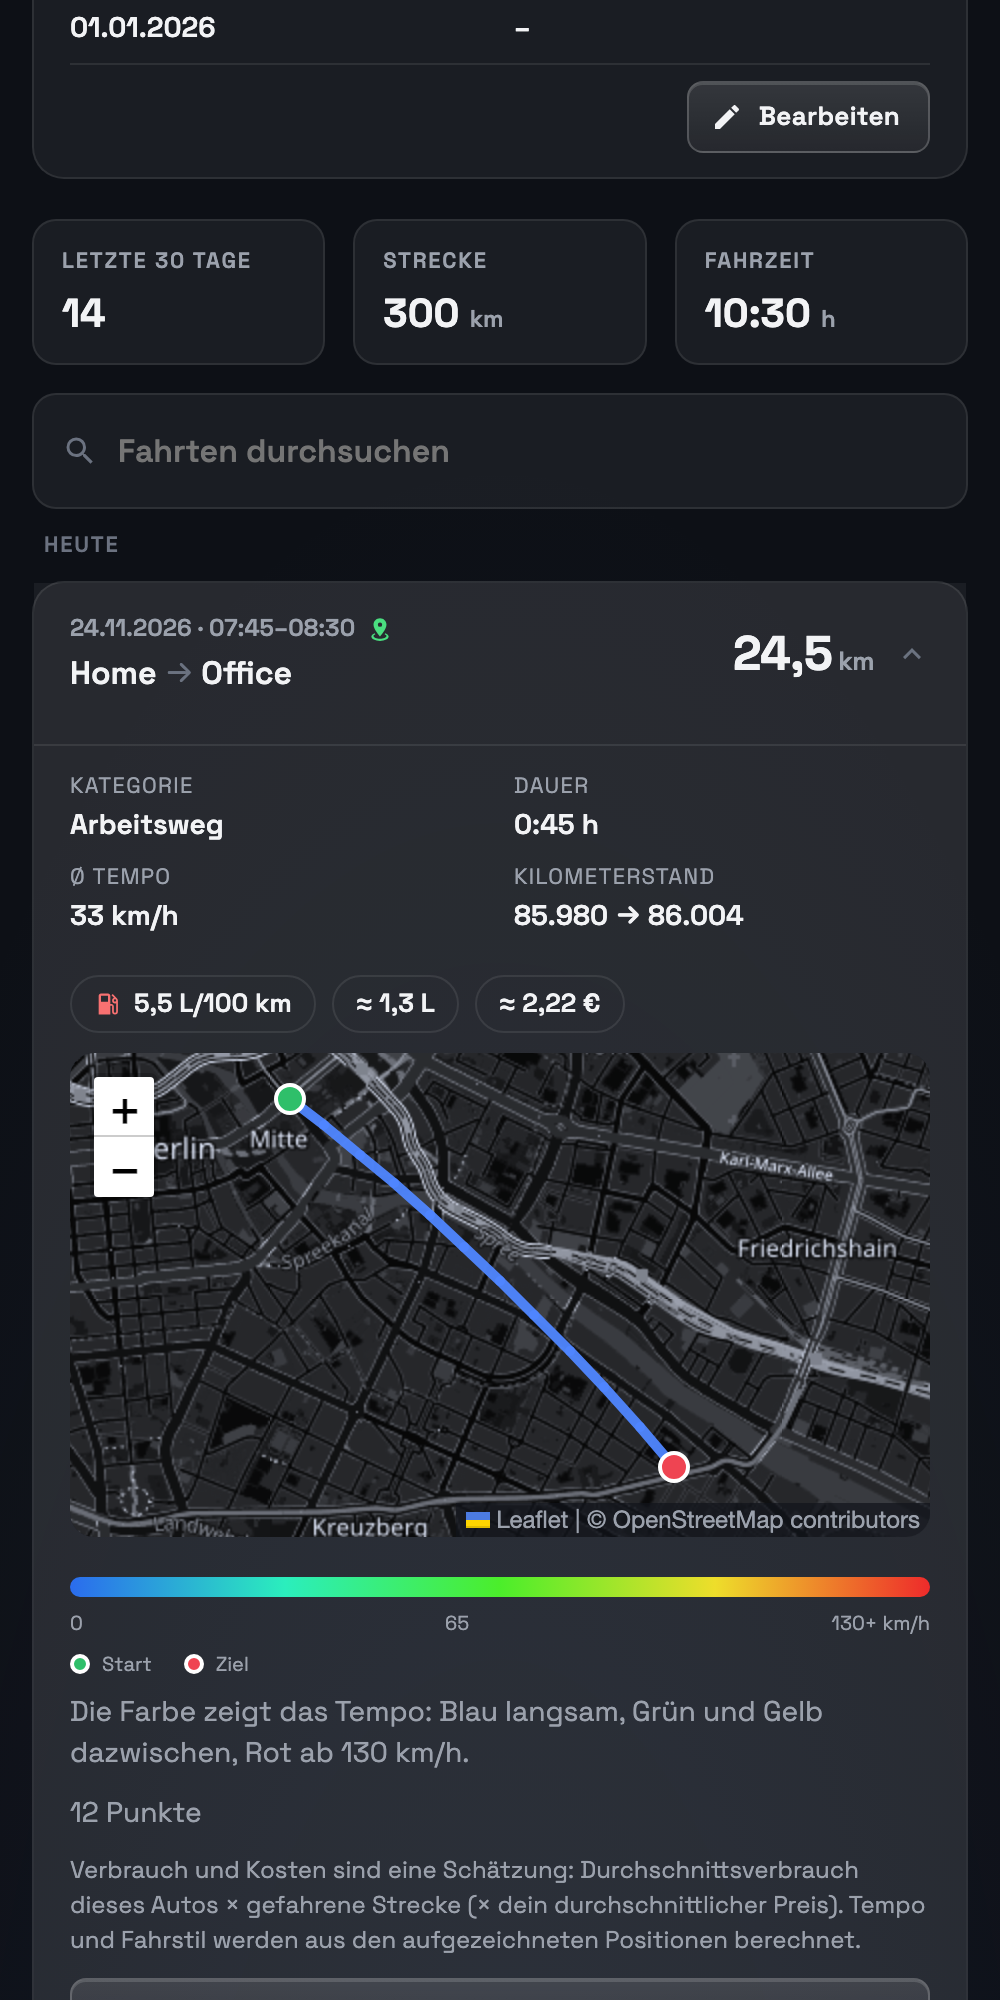 01.01.2026 –
Bearbeiten
LETZTE 30 TAGE
14
STRECKE
300 km
FAHRZEIT
10:30 h
Fahrten durchsuchen
HEUTE
24.11.2026 · 07:45–08:30
Home → Office
24,5 km
KATEGORIE
Arbeitsweg
DAUER
0:45 h
Ø TEMPO
33 km/h
KILOMETERSTAND
85.980 → 86.004
5,5 L/100 km
≈ 1,3 L
≈ 2,22 €
+
−
erlin
Mitte
Karl-Marx-Allee
Spreekanal
Spree
Friedrichshain
Landweh
Kreuzberg
Leaflet | © OpenStreetMap contributors
0 65 130+ km/h
Start Ziel
Die Farbe zeigt das Tempo: Blau langsam, Grün und Gelb
dazwischen, Rot ab 130 km/h.
12 Punkte
Verbrauch und Kosten sind eine Schätzung: Durchschnittsverbrauch
dieses Autos × gefahrene Strecke (× dein durchschnittlicher Preis). Tempo
und Fahrstil werden aus den aufgezeichneten Positionen berechnet.